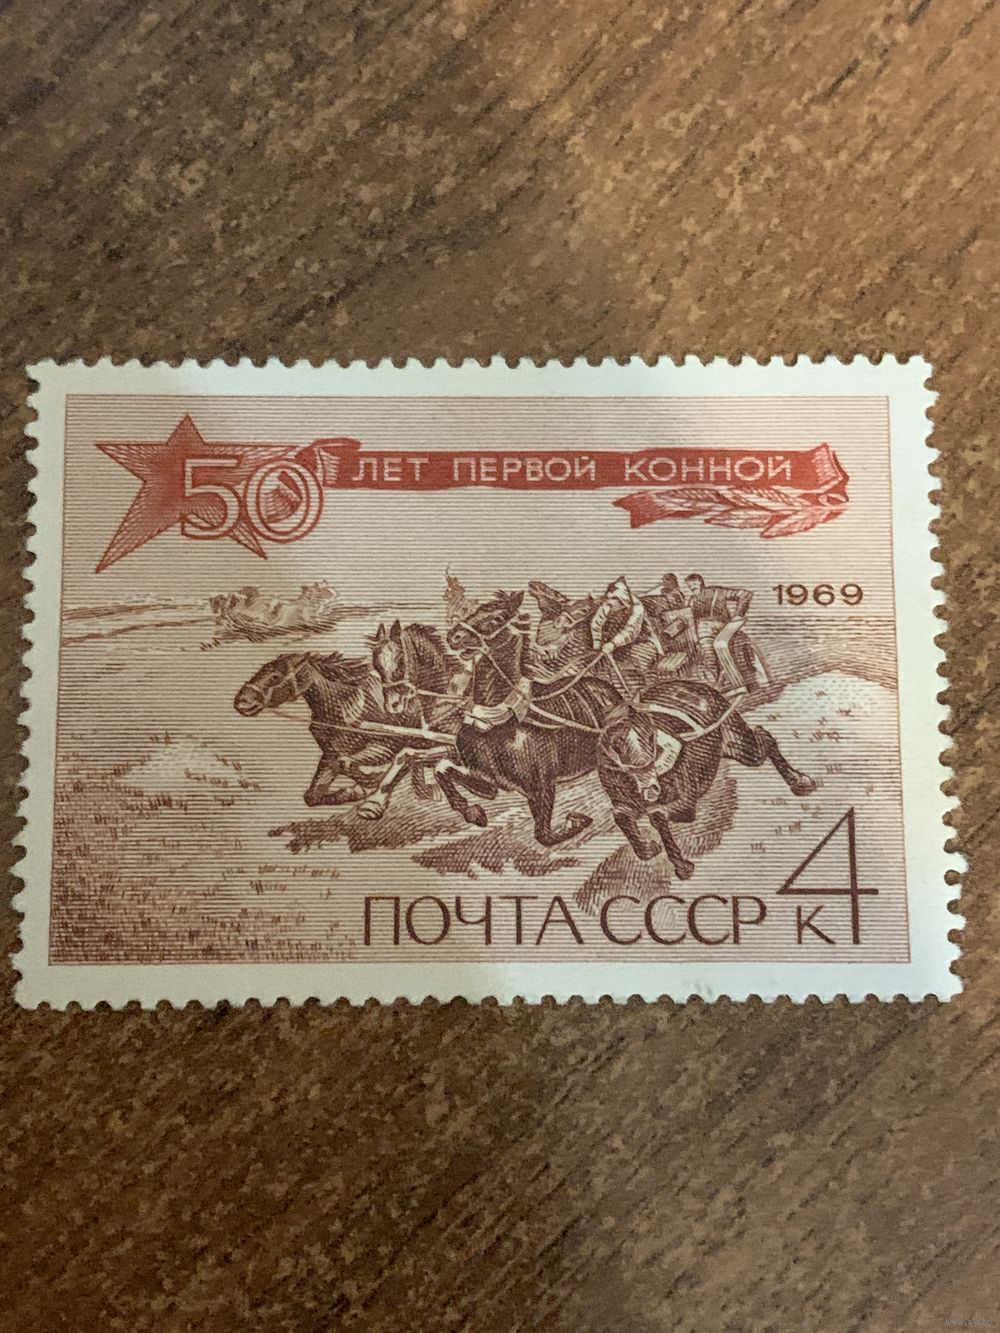 50 ЛЕТ ПЕРВОЙ КОННОЙ
1969
ПОЧТА СССР 4 К